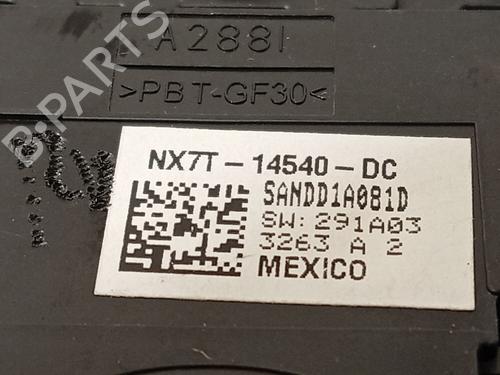 A2881
>PBT-GF30<
B-PARTS
NX7T-14540-DC
SANDD1A081D
SW:291A03
3263 A 2
MEXICO